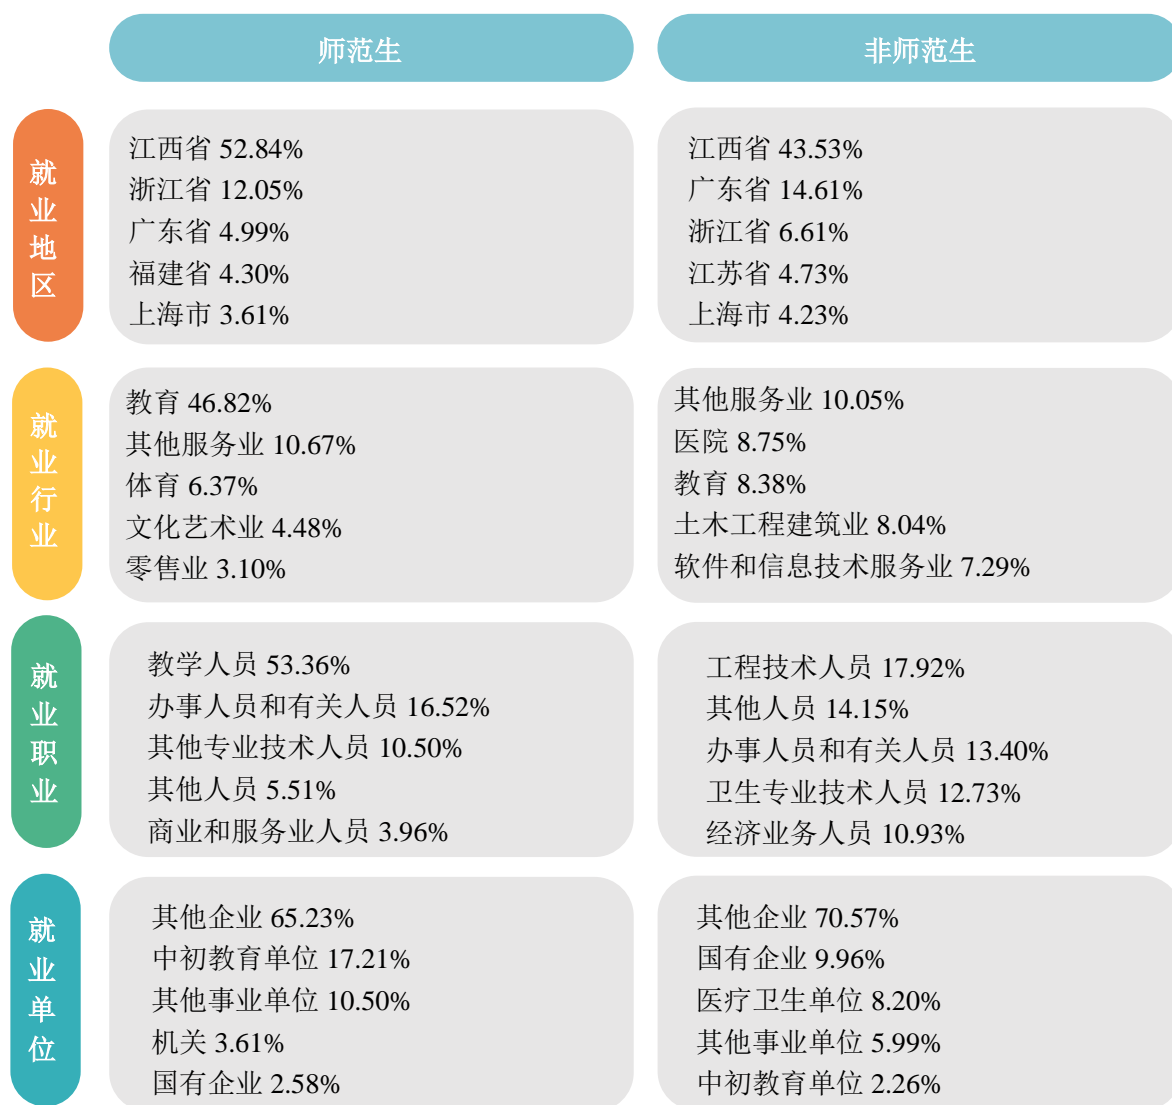 师范生
非师范生
就业地区
江西省 52.84%
浙江省 12.05%
广东省 4.99%
福建省 4.30%
上海市 3.61%
江西省 43.53%
广东省 14.61%
浙江省 6.61%
江苏省 4.73%
上海市 4.23%
就业行业
教育 46.82%
其他服务业 10.67%
体育 6.37%
文化艺术业 4.48%
零售业 3.10%
其他服务业 10.05%
医院 8.75%
教育 8.38%
土木工程建筑业 8.04%
软件和信息技术服务业 7.29%
就业职业
教学人员 53.36%
办事人员和有关人员 16.52%
其他专业技术人员 10.50%
其他人员 5.51%
商业和服务业人员 3.96%
工程技术人员 17.92%
其他人员 14.15%
办事人员和有关人员 13.40%
卫生专业技术人员 12.73%
经济业务人员 10.93%
就业单位
其他企业 65.23%
中初教育单位 17.21%
其他事业单位 10.50%
机关 3.61%
国有企业 2.58%
其他企业 70.57%
国有企业 9.96%
医疗卫生单位 8.20%
其他事业单位 5.99%
中初教育单位 2.26%